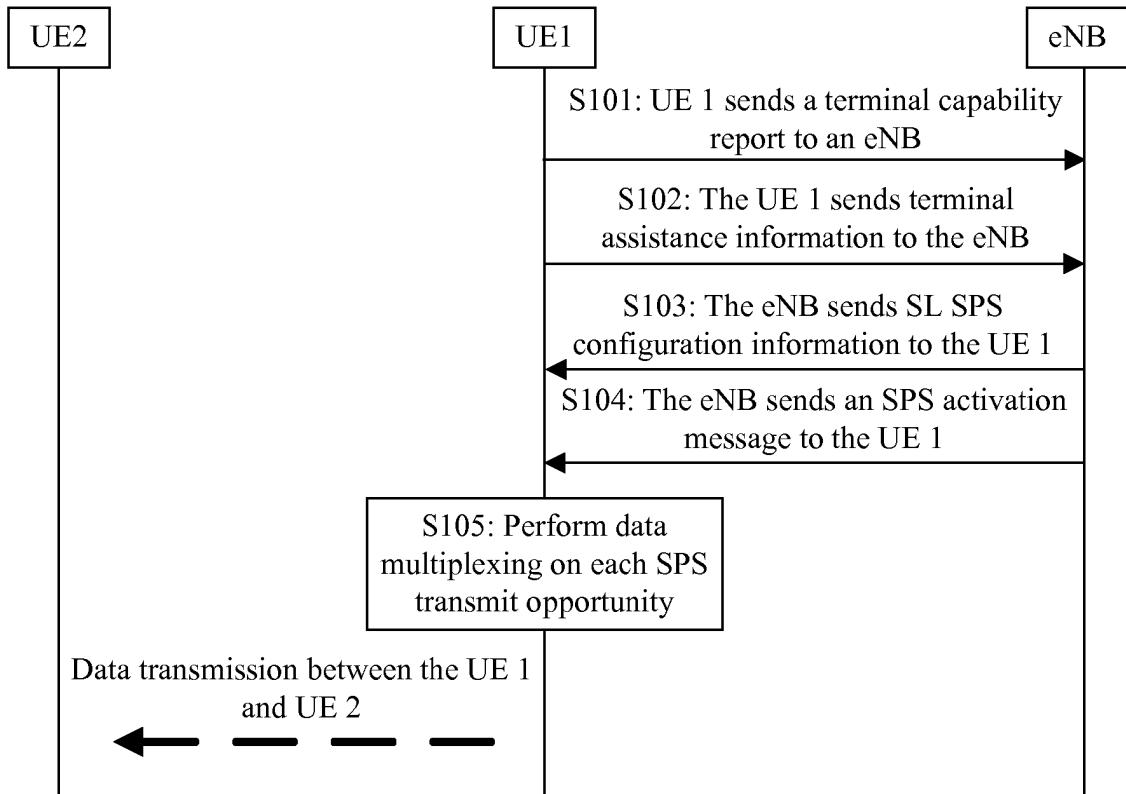 UE2
UE1
eNB
S101: UE 1 sends a terminal capability
report to an eNB
S102: The UE 1 sends terminal
assistance information to the eNB
S103: The eNB sends SL SPS
configuration information to the UE 1
S104: The eNB sends an SPS activation
message to the UE 1
S105: Perform data
multiplexing on each SPS
transmit opportunity
Data transmission between the UE 1
and UE 2